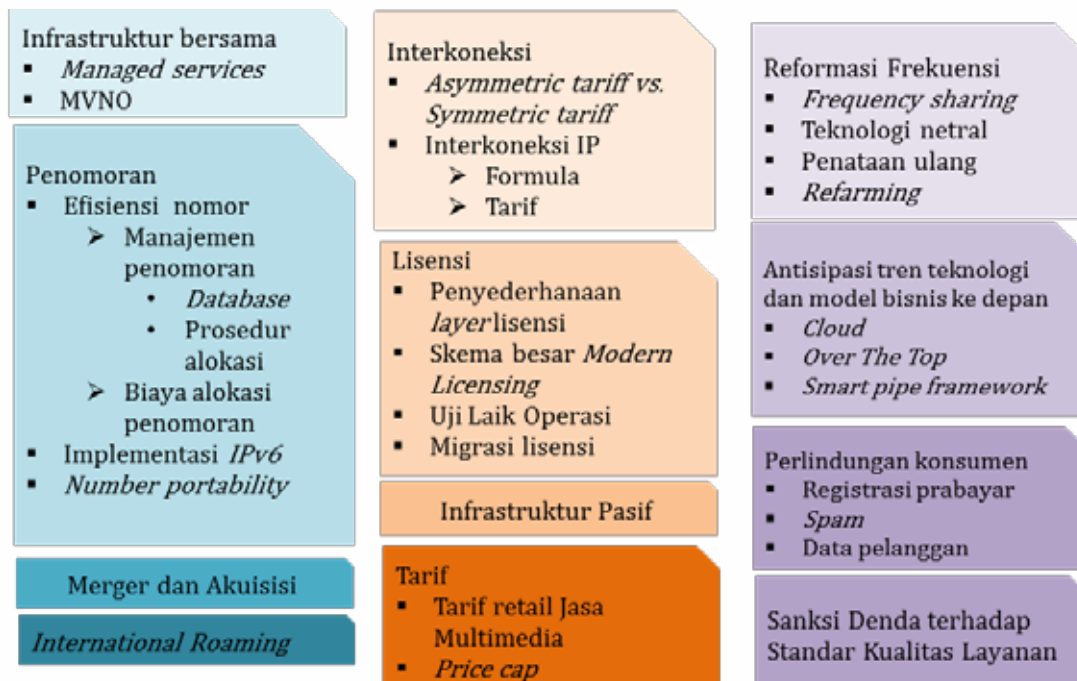 Infrastruktur bersama
▪ Managed services
▪ MVNO
Penomoran
▪ Efisiensi nomor
➢ Manajemen
penomoran
• Database
• Prosedur
alokasi
➢ Biaya alokasi
penomoran
▪ Implementasi IPv6
▪ Number portability
Merger dan Akuisisi
International Roaming
Interkoneksi
▪ Asymmetric tariff vs.
Symmetric tariff
▪ Interkoneksi IP
➢ Formula
➢ Tarif
Lisensi
▪ Penyederhanaan
layer lisensi
▪ Skema besar Modern
Licensing
▪ Uji Laik Operasi
▪ Migrasi lisensi
Infrastruktur Pasif
Tarif
▪ Tarif retail Jasa
Multimedia
▪ Price cap
Reformasi Frekuensi
▪ Frequency sharing
▪ Teknologi netral
▪ Penataan ulang
▪ Refarming
Antisipasi tren teknologi
dan model bisnis ke depan
▪ Cloud
▪ Over The Top
▪ Smart pipe framework
Perlindungan konsumen
▪ Registrasi prabayar
▪ Spam
▪ Data pelanggan
Sanksi Denda terhadap
Standar Kualitas Layanan